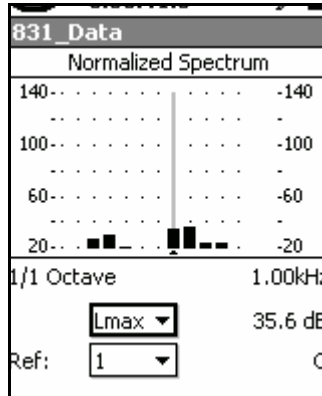 831_Data
Normalized Spectrum
140 -140
100 -100
60 -60
20 -20
1/1 Octave 1.00kHz
Lmax 35.6 dB
Ref: 1